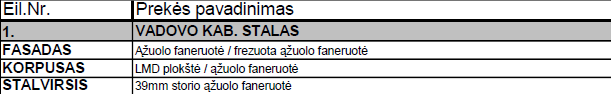 Eil.Nr. Prekės pavadinimas
1. VADOVO KAB. STALAS
FASADAS Ąžuolo faneruotė / frezuota ąžuolo faneruotė
KORPUSAS LMD plokštė / ąžuolo faneruotė
STALVIRSIS 39mm storio ąžuolo faneruotė